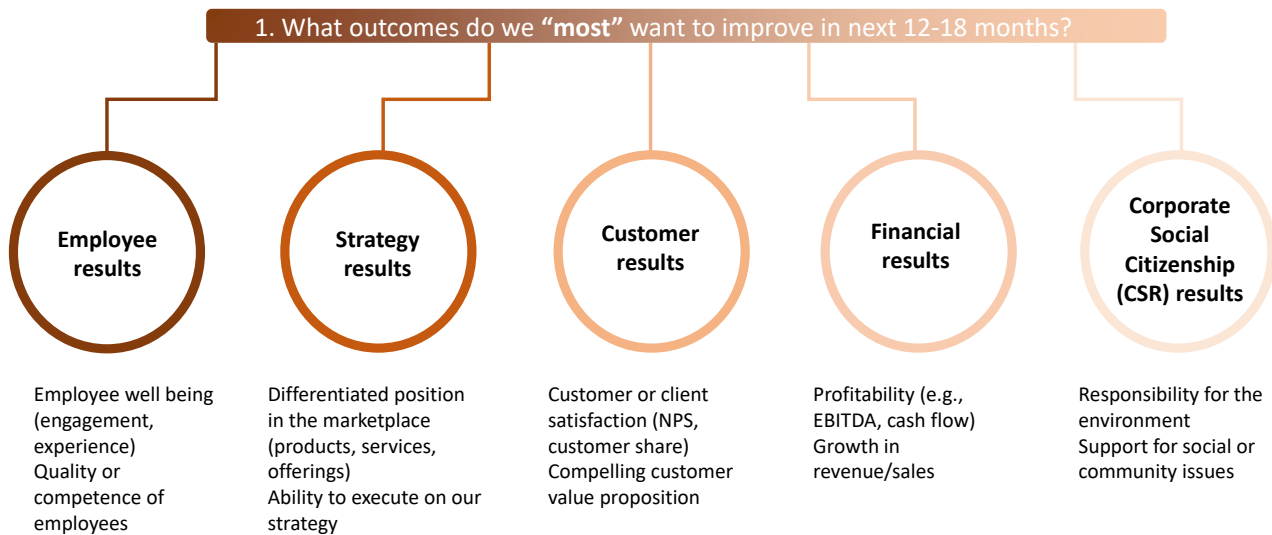 1. What outcomes do we “most” want to improve in next 12-18 months?
Employee
results
Strategy
results
Customer
results
Financial
results
Corporate
Social
Citizenship
(CSR) results
Employee well being
(engagement,
experience)
Quality or
competence of
employees
Differentiated position
in the marketplace
(products, services,
offerings)
Ability to execute on our
strategy
Customer or client
satisfaction (NPS,
customer share)
Compelling customer
value proposition
Profitability (e.g.,
EBITDA, cash flow)
Growth in
revenue/sales
Responsibility for the
environment
Support for social or
community issues